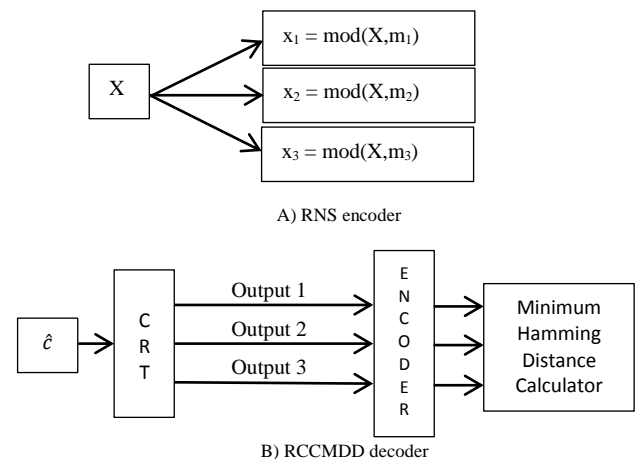 X
x₁ = mod(X,m₁)
x₂ = mod(X,m₂)
x₃ = mod(X,m₃)
A) RNS encoder
ĉ
C
R
T
Output 1
Output 2
Output 3
E
N
C
O
D
E
R
Minimum
Hamming
Distance
Calculator
B) RCCMDD decoder